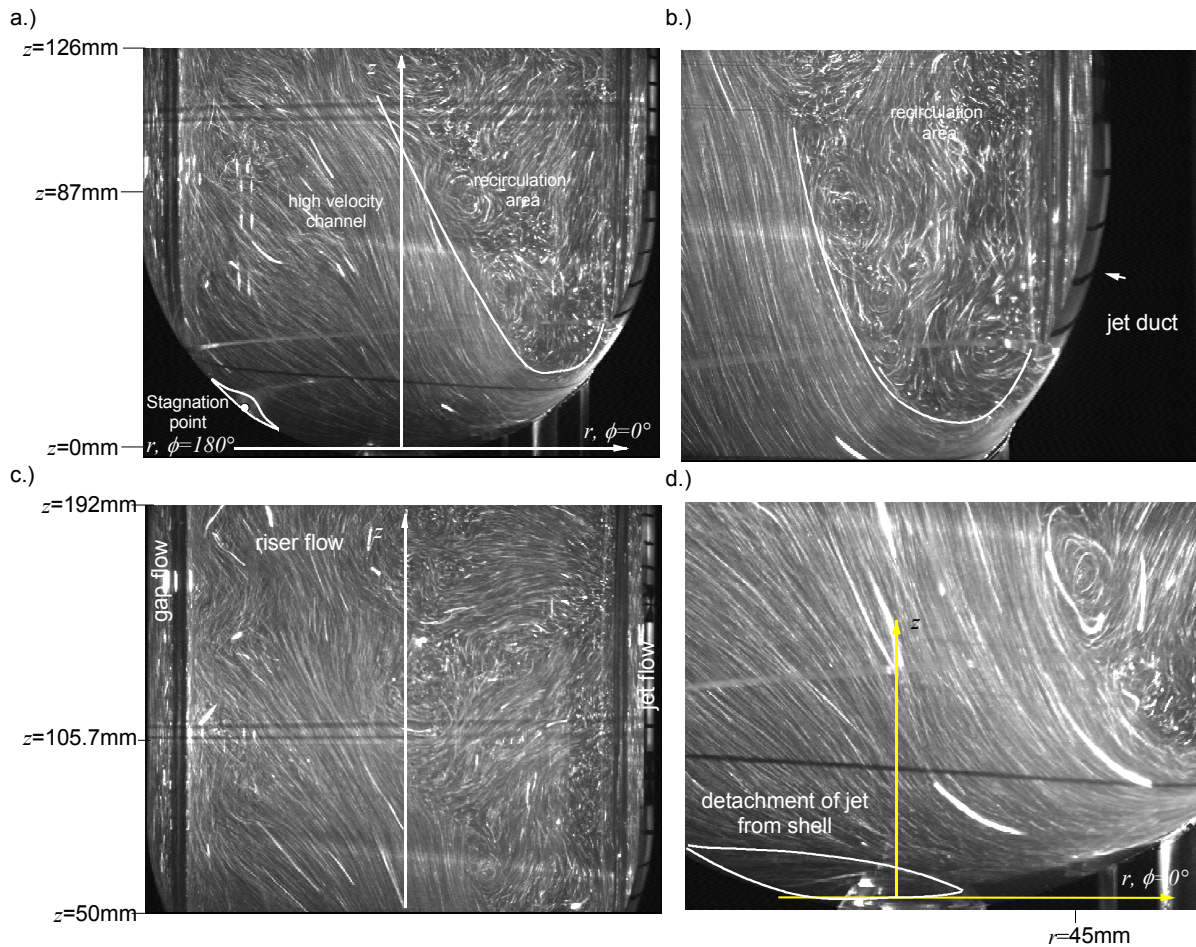 a.)
z=126mm
z
high velocity
channel
recirculation
area
z=87mm
Stagnation
point
z=0mm
r, ϕ=180°
r, ϕ=0°
b.)
recirculation
area
jet duct
c.)
z=192mm
riser flow
z
gap flow
jet flow
z=105.7mm
z=50mm
d.)
z
detachment of jet
from shell
r, ϕ=0°
r=45mm